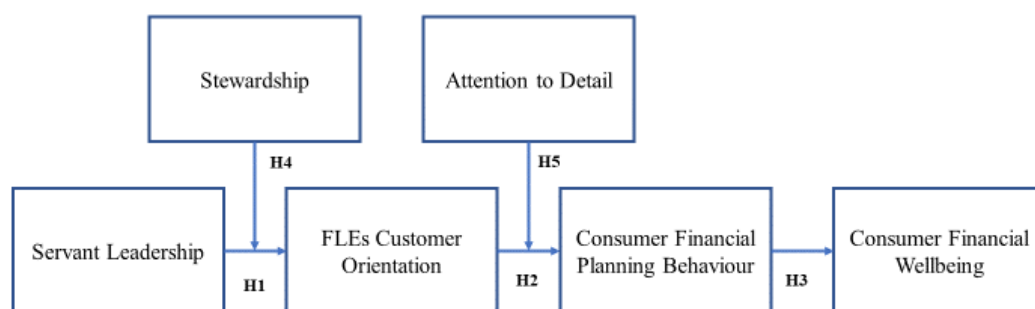 Stewardship
Attention to Detail
H4
H5
Servant Leadership
FLEs Customer
Orientation
Consumer Financial
Planning Behaviour
Consumer Financial
Wellbeing
H1
H2
H3